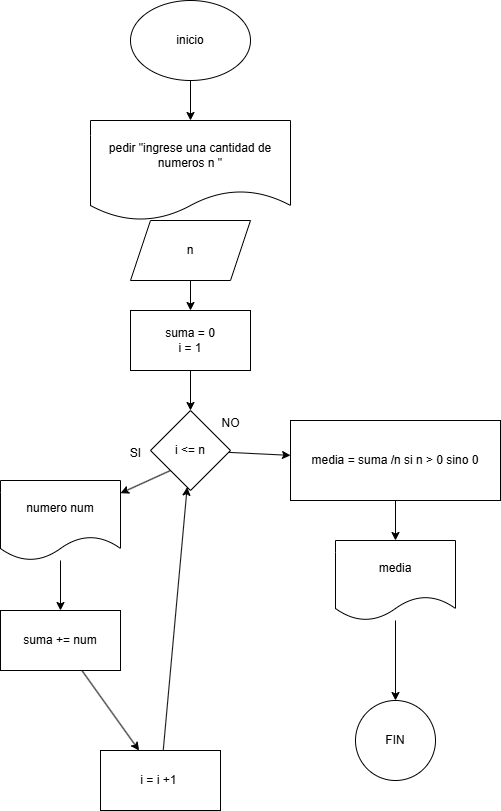 inicio
pedir "ingrese una cantidad de
numeros n "
n
suma = 0
i = 1
NO
SI
i <= n
media = suma /n si n > 0 sino 0
numero num
media
suma += num
FIN
i = i +1